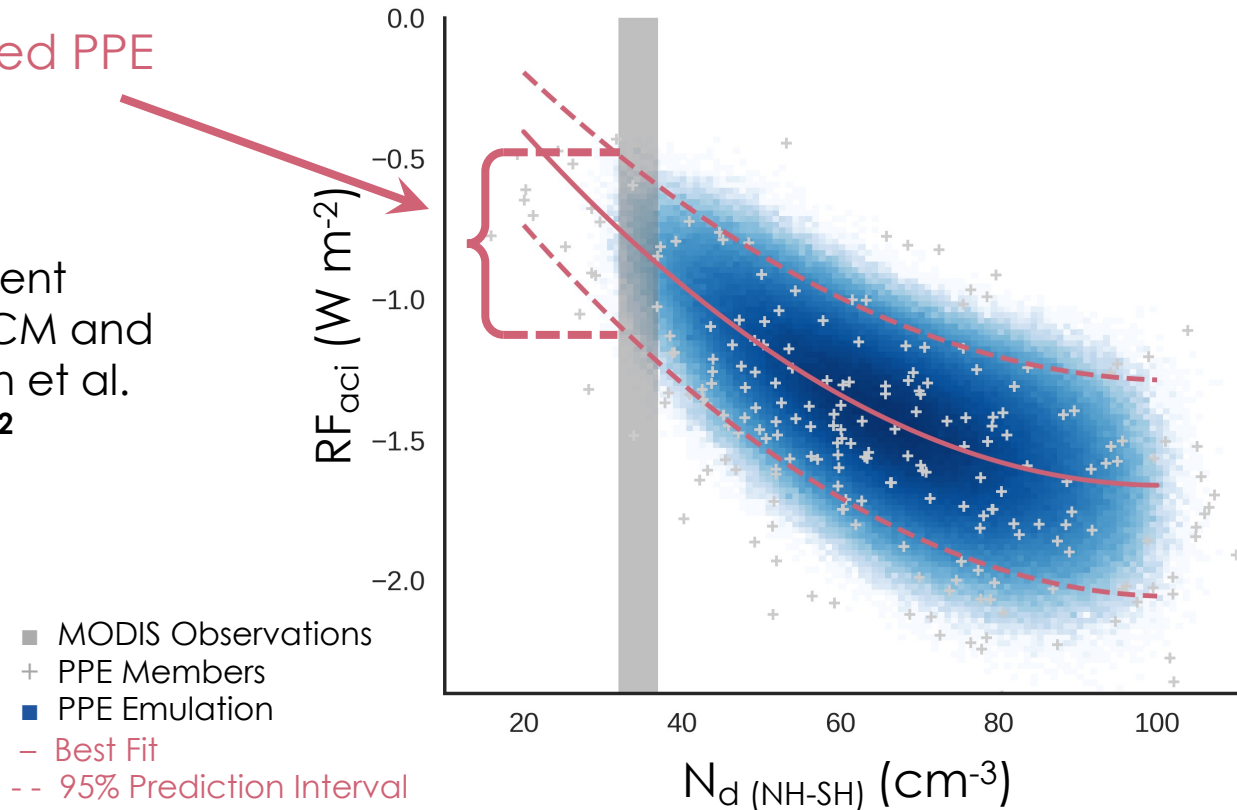 ed PPE
ent
CM and
n et al.
2
0.0
−0.5
−1.0
−1.5
−2.0
RFaci (W m-2)
20 40 60 80 100
Nd (NH-SH) (cm-3)
MODIS Observations
PPE Members
PPE Emulation
Best Fit
95% Prediction Interval